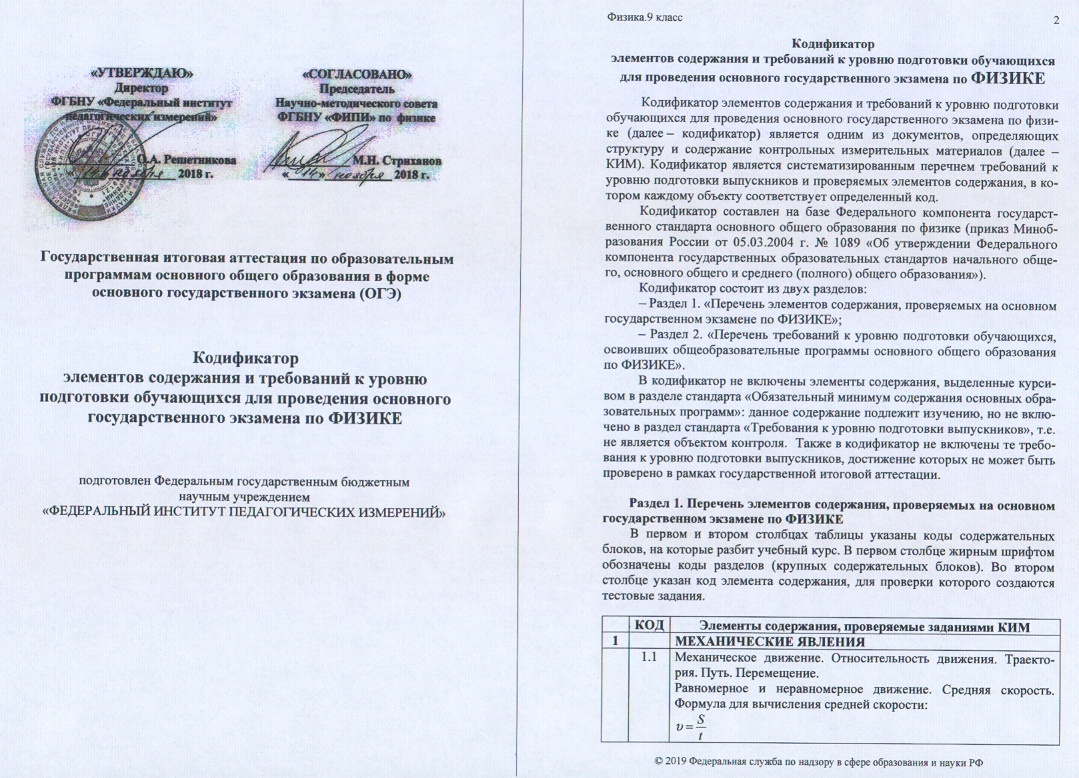 «УТВЕРЖДАЮ»
Директор
ФГБНУ «Федеральный институт
педагогических измерений»
О.А. Решетникова
« 14 » ноября 2018 г.
«СОГЛАСОВАНО»
Председатель
Научно-методического совета
ФГБНУ «ФИПИ» по физике
М.Н. Стриханов
« 14 » ноября 2018 г.
Государственная итоговая аттестация по образовательным
программам основного общего образования в форме
основного государственного экзамена (ОГЭ)
Кодификатор
элементов содержания и требований к уровню
подготовки обучающихся для проведения основного
государственного экзамена по ФИЗИКЕ
подготовлен Федеральным государственным бюджетным
научным учреждением
«ФЕДЕРАЛЬНЫЙ ИНСТИТУТ ПЕДАГОГИЧЕСКИХ ИЗМЕРЕНИЙ»
Физика.9 класс 2
Кодификатор
элементов содержания и требований к уровню подготовки обучающихся
для проведения основного государственного экзамена по ФИЗИКЕ
Кодификатор элементов содержания и требований к уровню подготовки
обучающихся для проведения основного государственного экзамена по физи-
ке (далее – кодификатор) является одним из документов, определяющих
структуру и содержание контрольных измерительных материалов (далее –
КИМ). Кодификатор является систематизированным перечнем требований к
уровню подготовки выпускников и проверяемых элементов содержания, в ко-
тором каждому объекту соответствует определенный код.
Кодификатор составлен на базе Федерального компонента государст-
венного стандарта основного общего образования по физике (приказ Миноб-
разования России от 05.03.2004 г. № 1089 «Об утверждении Федерального
компонента государственных образовательных стандартов начального обще-
го, основного общего и среднего (полного) общего образования»).
Кодификатор состоит из двух разделов:
– Раздел 1. «Перечень элементов содержания, проверяемых на основном
государственном экзамене по ФИЗИКЕ»;
– Раздел 2. «Перечень требований к уровню подготовки обучающихся,
освоивших общеобразовательные программы основного общего образования
по ФИЗИКЕ».
В кодификатор не включены элементы содержания, выделенные курси-
вом в разделе стандарта «Обязательный минимум содержания основных обра-
зовательных программ»: данное содержание подлежит изучению, но не вклю-
чено в раздел стандарта «Требования к уровню подготовки выпускников», т.е.
не является объектом контроля. Также в кодификатор не включены те требо-
вания к уровню подготовки выпускников, достижение которых не может быть
проверено в рамках государственной итоговой аттестации.
Раздел 1. Перечень элементов содержания, проверяемых на основном
государственном экзамене по ФИЗИКЕ
В первом и втором столбцах таблицы указаны коды содержательных
блоков, на которые разбит учебный курс. В первом столбце жирным шрифтом
обозначены коды разделов (крупных содержательных блоков). Во втором
столбце указан код элемента содержания, для проверки которого создаются
тестовые задания.
КОД Элементы содержания, проверяемые заданиями КИМ
1 МЕХАНИЧЕСКИЕ ЯВЛЕНИЯ
1.1 Механическое движение. Относительность движения. Траекто-
рия. Путь. Перемещение.
Равномерное и неравномерное движение. Средняя скорость.
Формула для вычисления средней скорости:
υ = S/t
© 2019 Федеральная служба по надзору в сфере образования и науки РФ